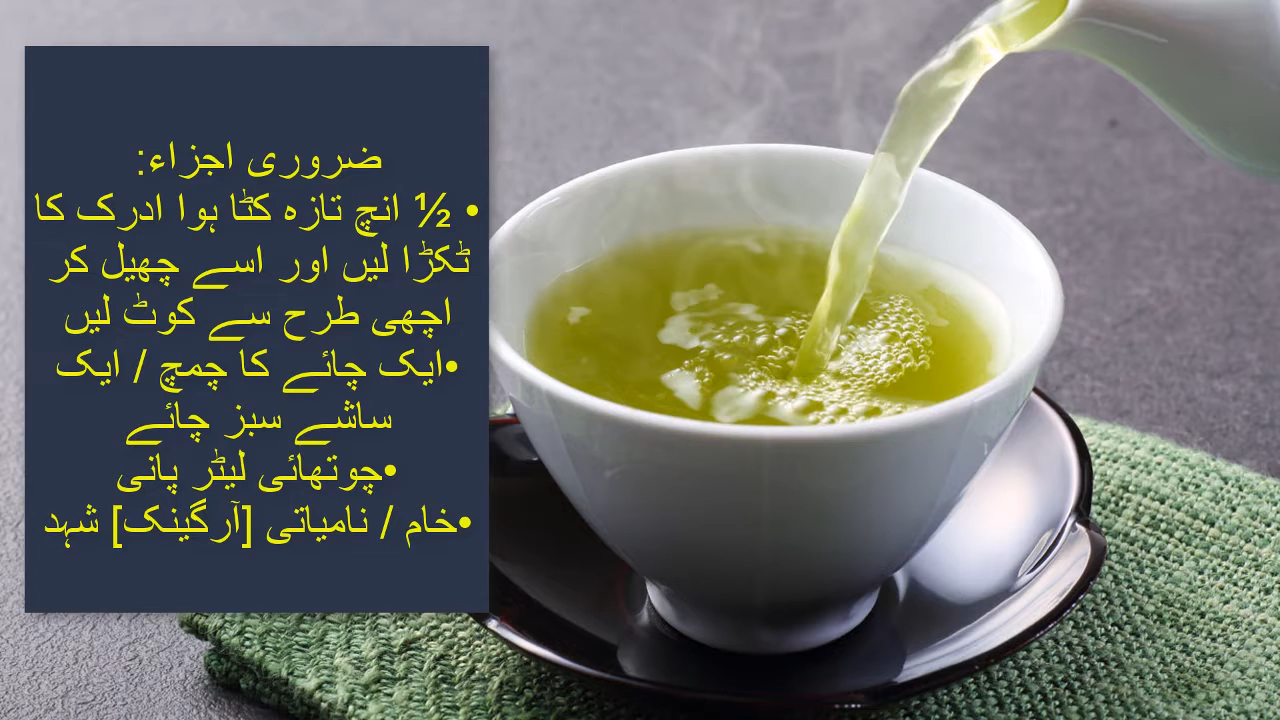 ضروری اجزاء:
• ½ انچ تازہ کٹا ہوا ادرک کا
ٹکڑا لیں اور اسے چھیل کر
اچھی طرح سے کوٹ لیں
•ایک چائے کا چمچ / ایک
ساشے سبز چائے
•چوتھائی لیٹر پانی
•خام / نامیاتی [آرگینک] شہد